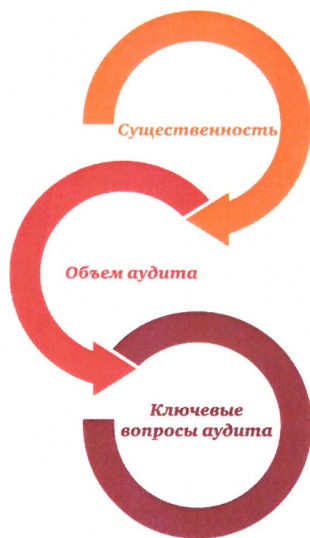 Существенность
Объем аудита
Ключевые
вопросы аудита